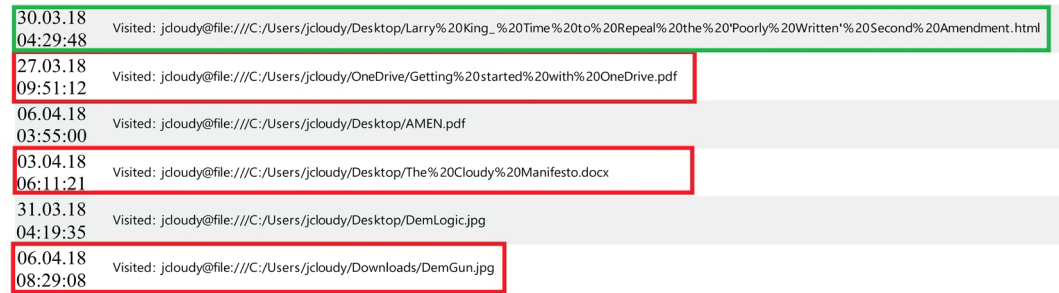 30.03.18
04:29:48
Visited: jcloudy@file:///C:/Users/jcloudy/Desktop/Larry%20King_%20Time%20to%20Repeal%20the%20'Poorly%20Written'%20Second%20Amendment.html
27.03.18
09:51:12
Visited: jcloudy@file:///C:/Users/jcloudy/OneDrive/Getting%20started%20with%20OneDrive.pdf
06.04.18
03:55:00
Visited: jcloudy@file:///C:/Users/jcloudy/Desktop/AMEN.pdf
03.04.18
06:11:21
Visited: jcloudy@file:///C:/Users/jcloudy/Desktop/The%20Cloudy%20Manifesto.docx
31.03.18
04:19:35
Visited: jcloudy@file:///C:/Users/jcloudy/Desktop/DemLogic.jpg
06.04.18
08:29:08
Visited: jcloudy@file:///C:/Users/jcloudy/Downloads/DemGun.jpg